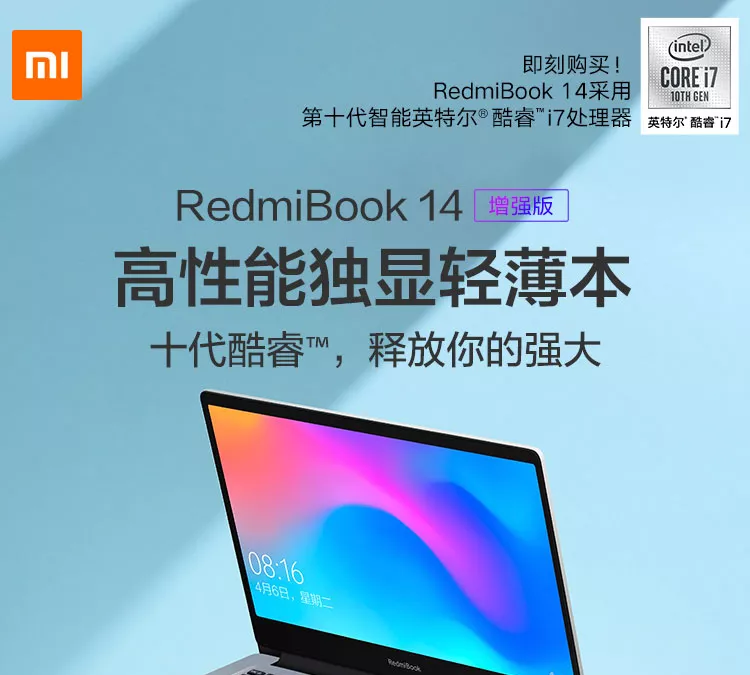 mi
即刻购买！
RedmiBook 14采用
第十代智能英特尔®酷睿™i7处理器
intel
CORE i7
10TH GEN
英特尔® 酷睿™ i7
RedmiBook 14 增强版
高性能独显轻薄本
十代酷睿™，释放你的强大
08:16
4月6日，星期二
RedmiBook